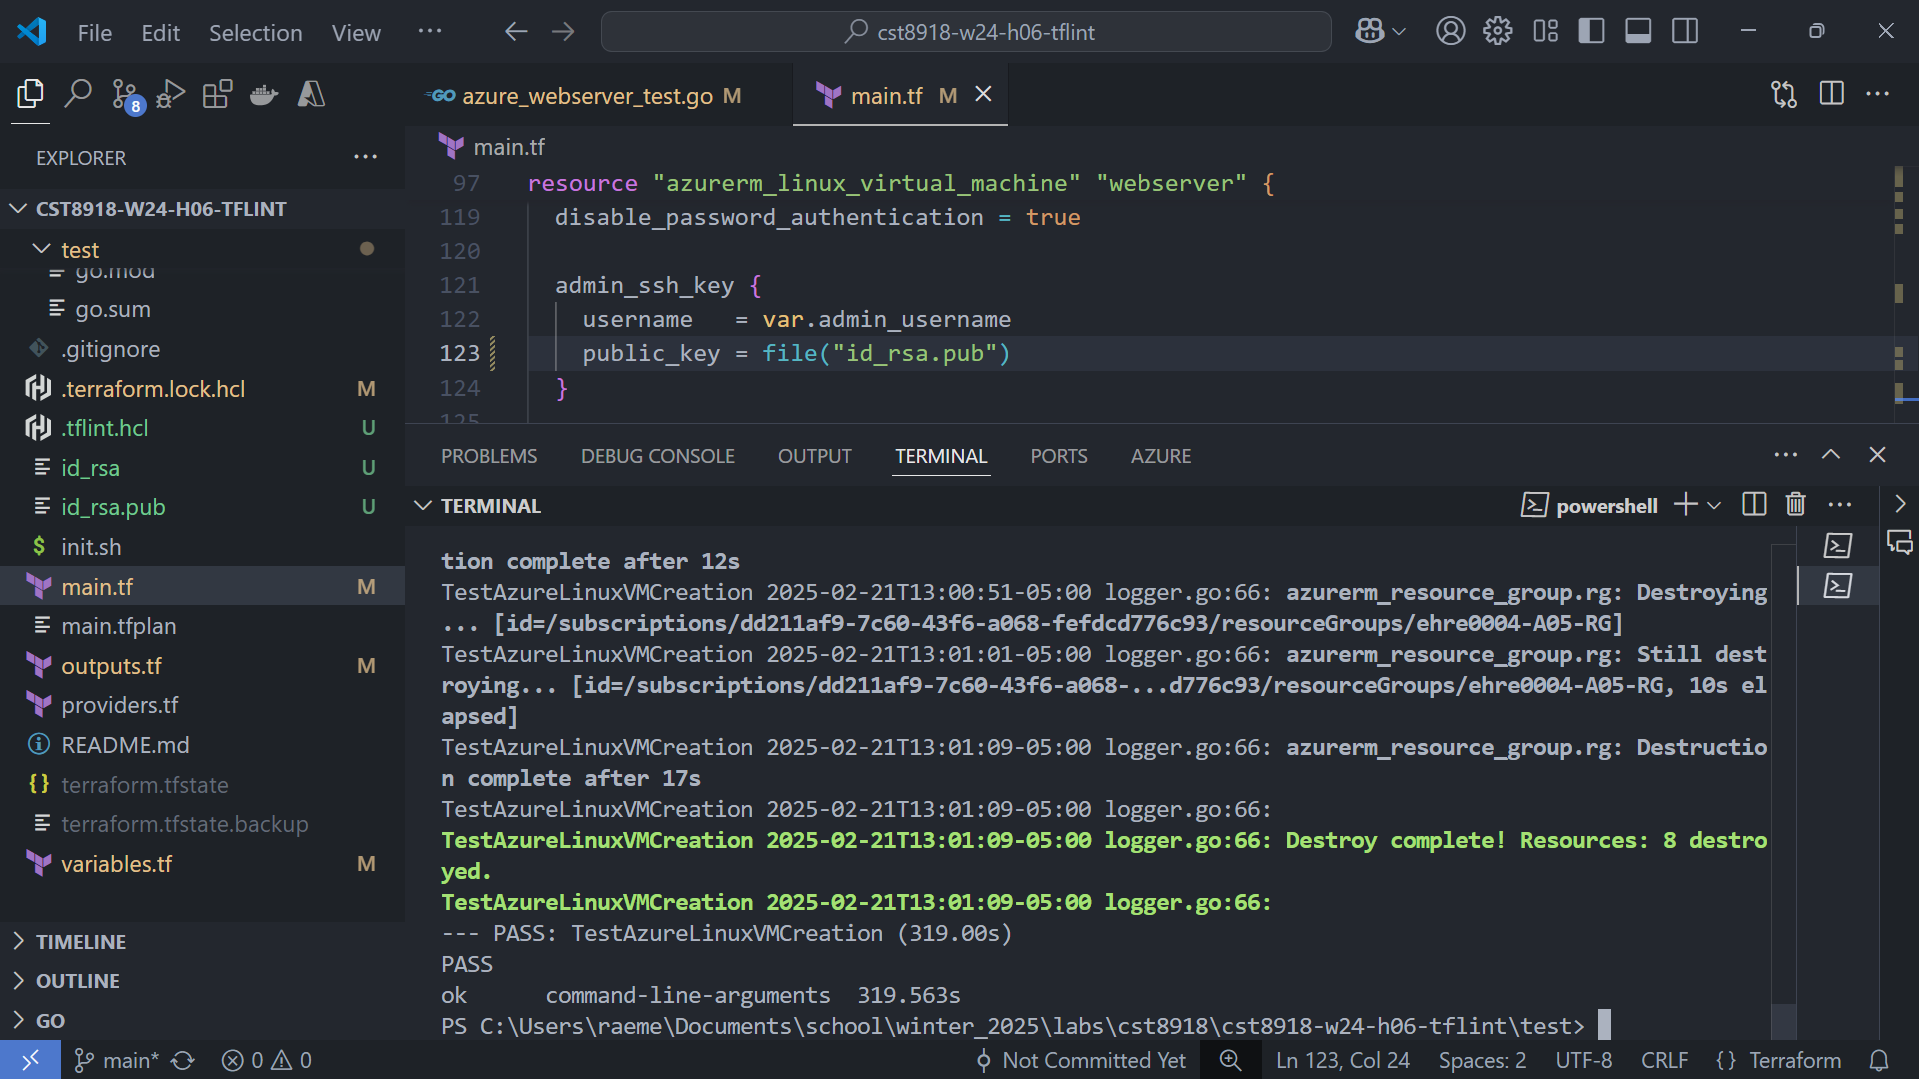 File Edit Selection View ···
cst8918-w24-h06-tflint
8
azure_webserver_test.go M
main.tf M
EXPLORER
CST8918-W24-H06-TFLINT
test
go.mod
go.sum
.gitignore
.terraform.lock.hcl M
.tflint.hcl U
id_rsa U
id_rsa.pub U
init.sh
main.tf M
main.tfplan
outputs.tf M
providers.tf
README.md
terraform.tfstate
terraform.tfstate.backup
variables.tf M
TIMELINE
OUTLINE
GO
main.tf
97 resource "azurerm_linux_virtual_machine" "webserver" {
119 disable_password_authentication = true
120
121 admin_ssh_key {
122 username = var.admin_username
123 public_key = file("id_rsa.pub")
124 }
125
PROBLEMS DEBUG CONSOLE OUTPUT TERMINAL PORTS AZURE
TERMINAL
powershell
tion complete after 12s
TestAzureLinuxVMCreation 2025-02-21T13:00:51-05:00 logger.go:66: azurerm_resource_group.rg: Destroying
... [id=/subscriptions/dd211af9-7c60-43f6-a068-fefdcd776c93/resourceGroups/ehre0004-A05-RG]
TestAzureLinuxVMCreation 2025-02-21T13:01:01-05:00 logger.go:66: azurerm_resource_group.rg: Still dest
roying... [id=/subscriptions/dd211af9-7c60-43f6-a068-...d776c93/resourceGroups/ehre0004-A05-RG, 10s el
apsed]
TestAzureLinuxVMCreation 2025-02-21T13:01:09-05:00 logger.go:66: azurerm_resource_group.rg: Destructio
n complete after 17s
TestAzureLinuxVMCreation 2025-02-21T13:01:09-05:00 logger.go:66:
TestAzureLinuxVMCreation 2025-02-21T13:01:09-05:00 logger.go:66: Destroy complete! Resources: 8 destro
yed.
TestAzureLinuxVMCreation 2025-02-21T13:01:09-05:00 logger.go:66:
--- PASS: TestAzureLinuxVMCreation (319.00s)
PASS
ok command-line-arguments 319.563s
PS C:\Users\raeme\Documents\school\winter_2025\labs\cst8918\cst8918-w24-h06-tflint\test>
main* 0 0 Not Committed Yet Ln 123, Col 24 Spaces: 2 UTF-8 CRLF {} Terraform